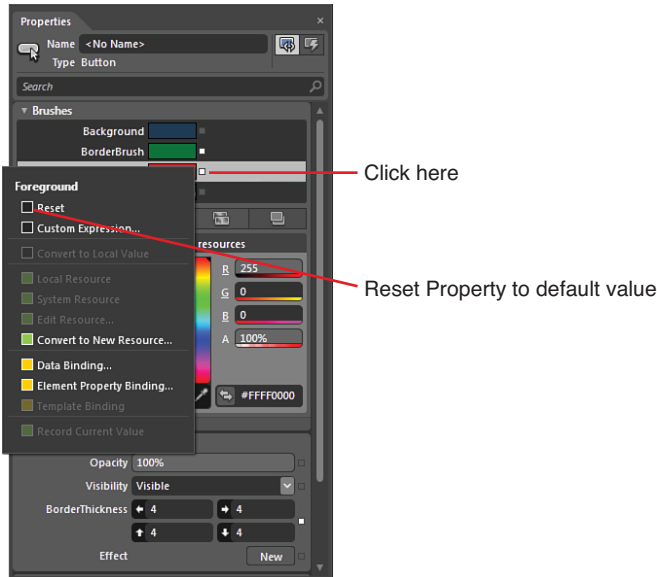 Properties
Name <No Name>
Type Button
Search
Brushes
Background
BorderBrush
Click here
Foreground
Reset
Custom Expression...
Convert to Local Value
resources
Local Resource
R 255
System Resource
G 0
Reset Property to default value
Edit Resource...
B 0
Convert to New Resource...
A 100%
Data Binding...
Element Property Binding...
#FFFF0000
Template Binding
Record Current Value
Opacity 100%
Visibility Visible
BorderThickness 4 4
4 4
Effect New